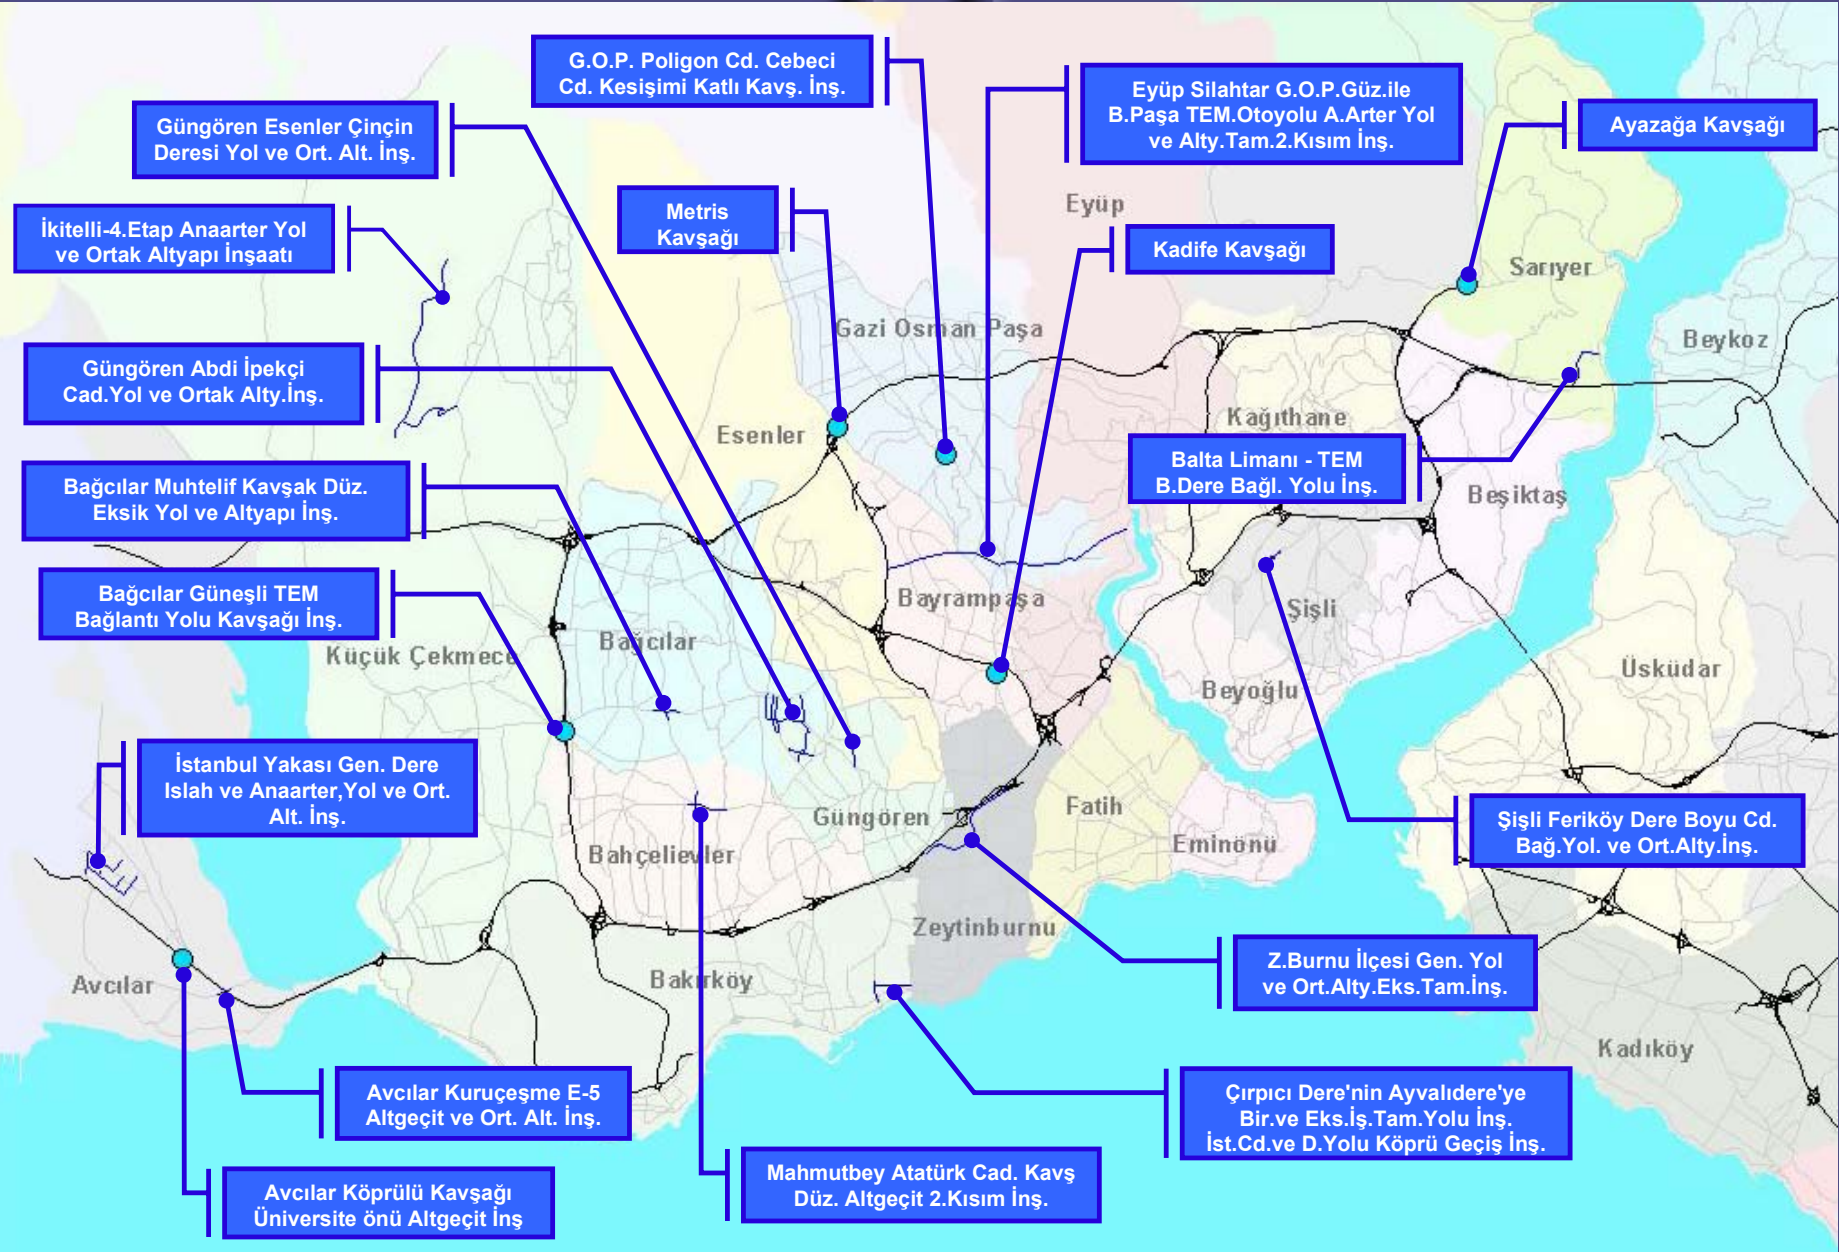 G.O.P. Poligon Cd. Cebeci
Cd. Kesişimi Katlı Kavş. İnş.
Eyüp Silahtar G.O.P.Güz.ile
B.Paşa TEM.Otoyolu A.Arter Yol
ve Alty.Tam.2.Kısım İnş.
Ayazağa Kavşağı
Güngören Esenler Çinçin
Deresi Yol ve Ort. Alt. İnş.
Metris
Kavşağı
Eyüp
İkitelli-4.Etap Anaarter Yol
ve Ortak Altyapı İnşaatı
Kadife Kavşağı
Sarıyer
Gazi Osman Paşa
Beykoz
Güngören Abdi İpekçi
Cad.Yol ve Ortak Alty.İnş.
Kağıthane
Esenler
Balta Limanı - TEM
B.Dere Bağl. Yolu İnş.
Beşiktaş
Bağcılar Muhtelif Kavşak Düz.
Eksik Yol ve Altyapı İnş.
Bağcılar Güneşli TEM
Bağlantı Yolu Kavşağı İnş.
Bayrampaşa
Şişli
Bağcılar
Küçük Çekmece
Üsküdar
Beyoğlu
İstanbul Yakası Gen. Dere
Islah ve Anaarter,Yol ve Ort.
Alt. İnş.
Fatih
Güngören
Şişli Feriköy Dere Boyu Cd.
Bağ.Yol. ve Ort.Alty.İnş.
Eminönü
Bahçelievler
Zeytinburnu
Z.Burnu İlçesi Gen. Yol
ve Ort.Alty.Eks.Tam.İnş.
Avcılar
Bakırköy
Kadıköy
Avcılar Kuruçeşme E-5
Altgeçit ve Ort. Alt. İnş.
Çırpıcı Dere'nin Ayvalıdere'ye
Bir.ve Eks.İş.Tam.Yolu İnş.
İst.Cd.ve D.Yolu Köprü Geçiş İnş.
Mahmutbey Atatürk Cad. Kavş
Düz. Altgeçit 2.Kısım İnş.
Avcılar Köprülü Kavşağı
Üniversite önü Altgeçit İnş